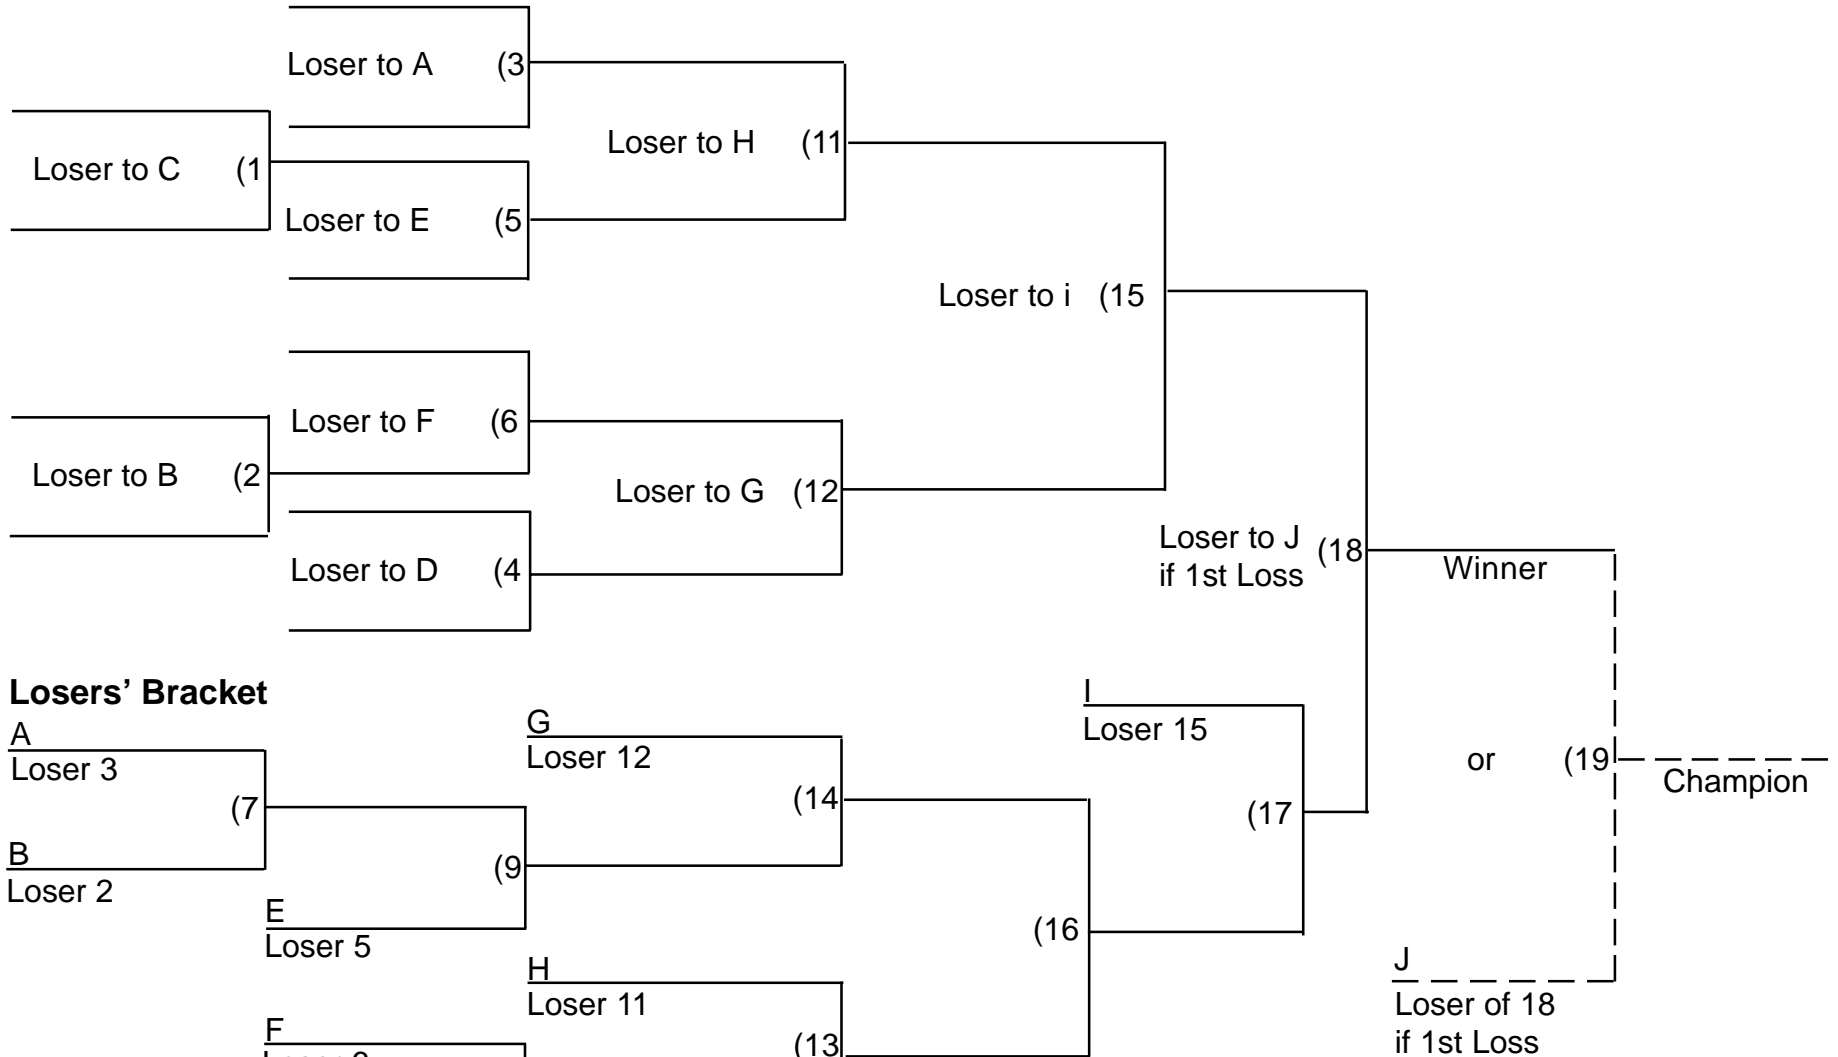 Loser to A (3
Loser to H (11
Loser to C (1
Loser to E (5
Loser to i (15
Loser to F (6
Loser to B (2
Loser to G (12
Loser to D (4
Loser to J (18
if 1st Loss
Winner
Losers’ Bracket
A
Loser 3
(7
B
Loser 2
(9
E
Loser 5
G
Loser 12
(14
H
Loser 11
(13
F
I
Loser 15
(17
(16
or (19
Champion
J
Loser of 18
if 1st Loss